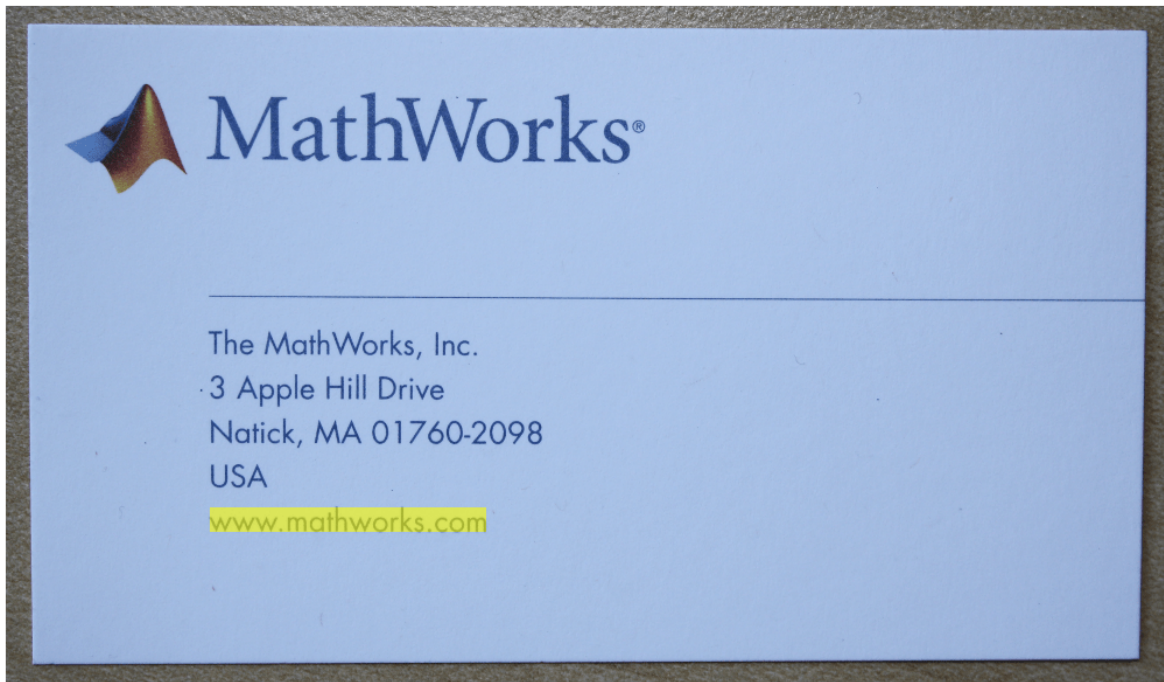 MathWorks®
The MathWorks, Inc.
3 Apple Hill Drive
Natick, MA 01760-2098
USA
www.mathworks.com